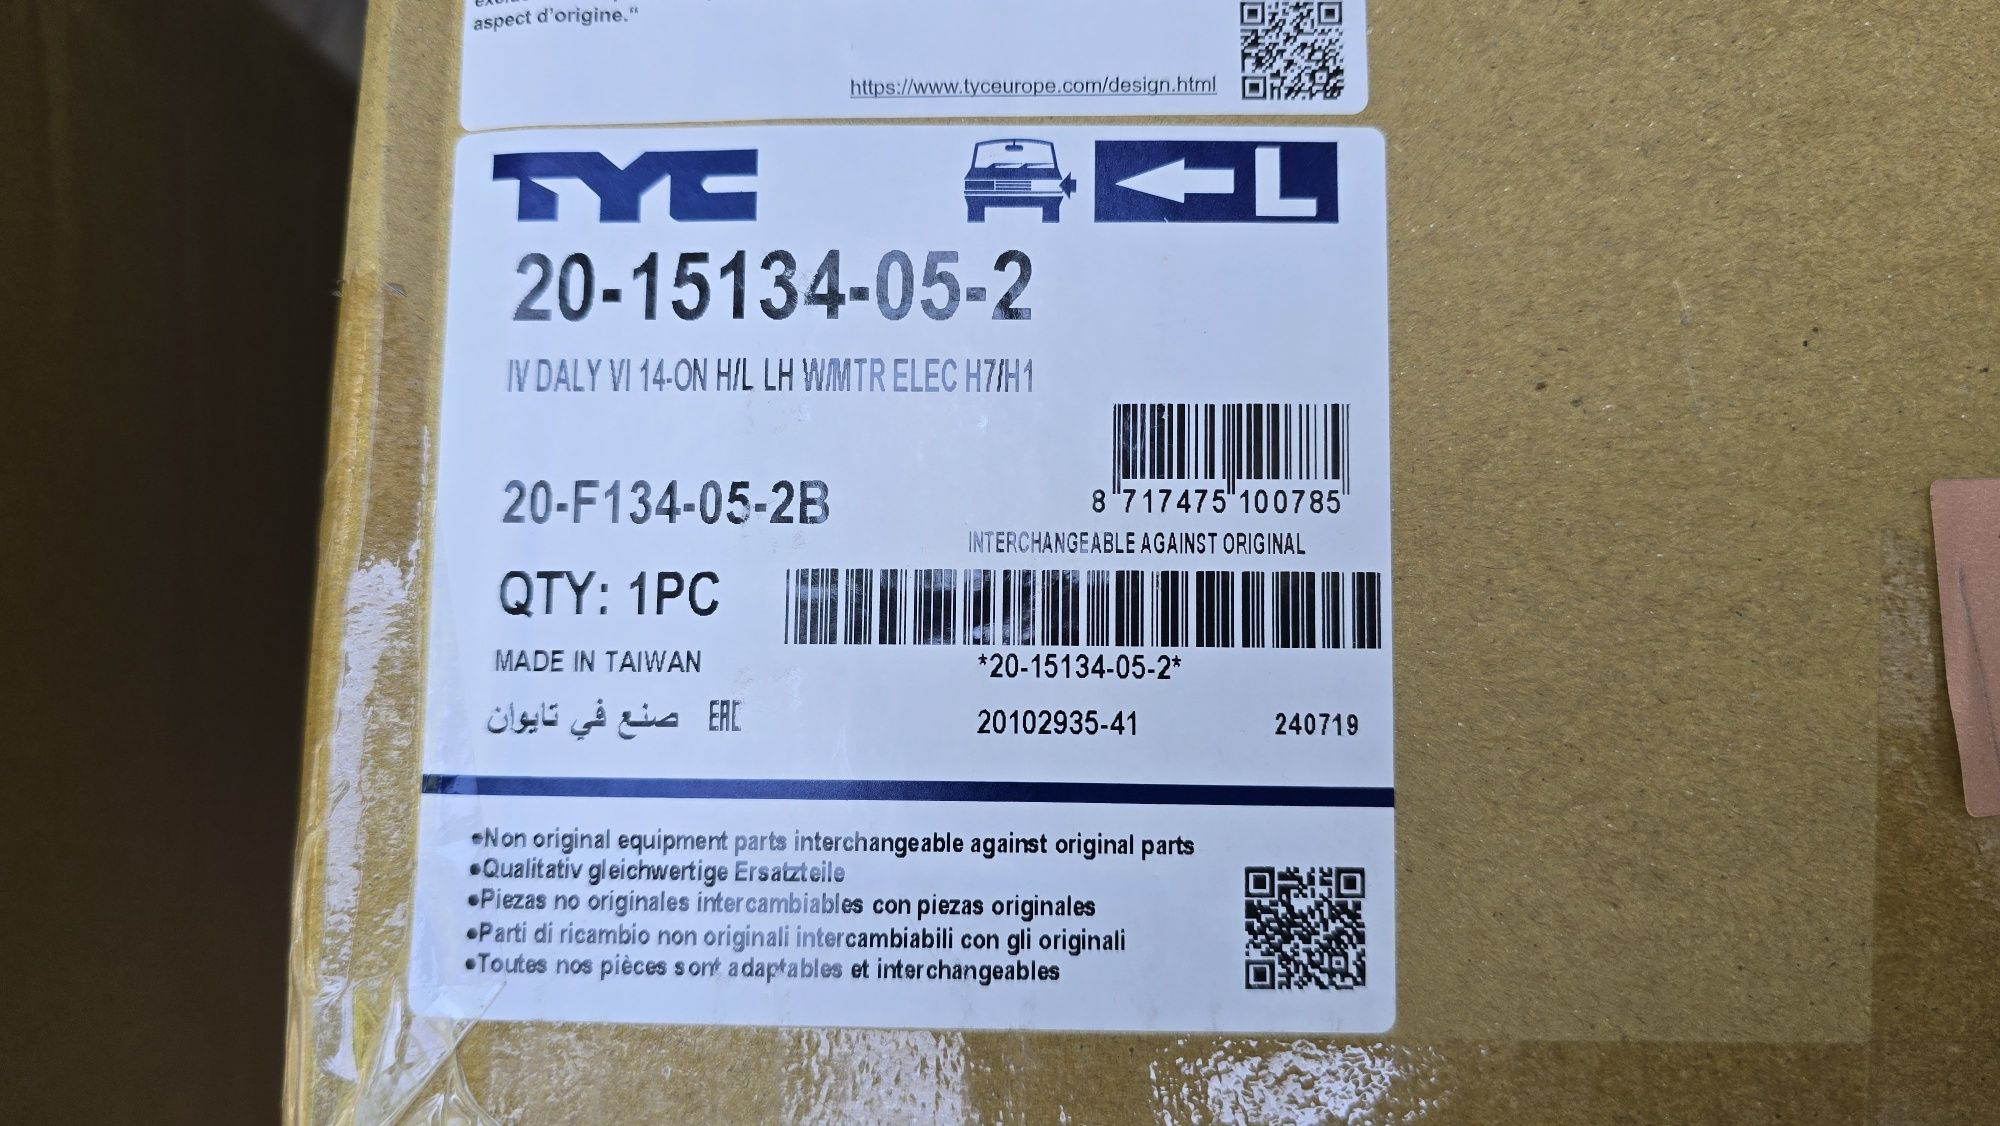 aspect d'origine."
https://www.tyceurope.com/design.html
TYC
L
20-15134-05-2
IV DALY VI 14-ON H/L LH W/MTR ELEC H7/H1
8 717475 100785
20-F134-05-2B
INTERCHANGEABLE AGAINST ORIGINAL
QTY: 1PC
MADE IN TAIWAN
*20-15134-05-2*
صنع في تايوان EAC
20102935-41 240719
•Non original equipment parts interchangeable against original parts
•Qualitativ gleichwertige Ersatzteile
•Piezas no originales intercambiables con piezas originales
•Parti di ricambio non originali intercambiabili con gli originali
•Toutes nos pièces sont adaptables et interchangeables